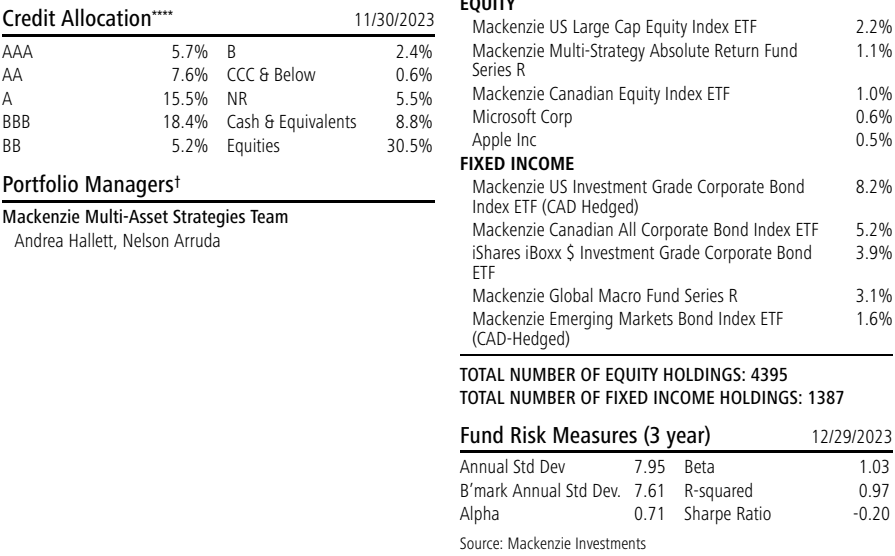 Credit Allocation**** 11/30/2023
AAA 5.7% B 2.4%
AA 7.6% CCC & Below 0.6%
A 15.5% NR 5.5%
BBB 18.4% Cash & Equivalents 8.8%
BB 5.2% Equities 30.5%
Portfolio Managers†
Mackenzie Multi-Asset Strategies Team
Andrea Hallett, Nelson Arruda
EQUITY
Mackenzie US Large Cap Equity Index ETF 2.2%
Mackenzie Multi-Strategy Absolute Return Fund 1.1%
Series R
Mackenzie Canadian Equity Index ETF 1.0%
Microsoft Corp 0.6%
Apple Inc 0.5%
FIXED INCOME
Mackenzie US Investment Grade Corporate Bond 8.2%
Index ETF (CAD Hedged)
Mackenzie Canadian All Corporate Bond Index ETF 5.2%
iShares iBoxx $ Investment Grade Corporate Bond 3.9%
ETF
Mackenzie Global Macro Fund Series R 3.1%
Mackenzie Emerging Markets Bond Index ETF 1.6%
(CAD-Hedged)
TOTAL NUMBER OF EQUITY HOLDINGS: 4395
TOTAL NUMBER OF FIXED INCOME HOLDINGS: 1387
Fund Risk Measures (3 year) 12/29/2023
Annual Std Dev 7.95 Beta 1.03
B'mark Annual Std Dev. 7.61 R-squared 0.97
Alpha 0.71 Sharpe Ratio -0.20
Source: Mackenzie Investments